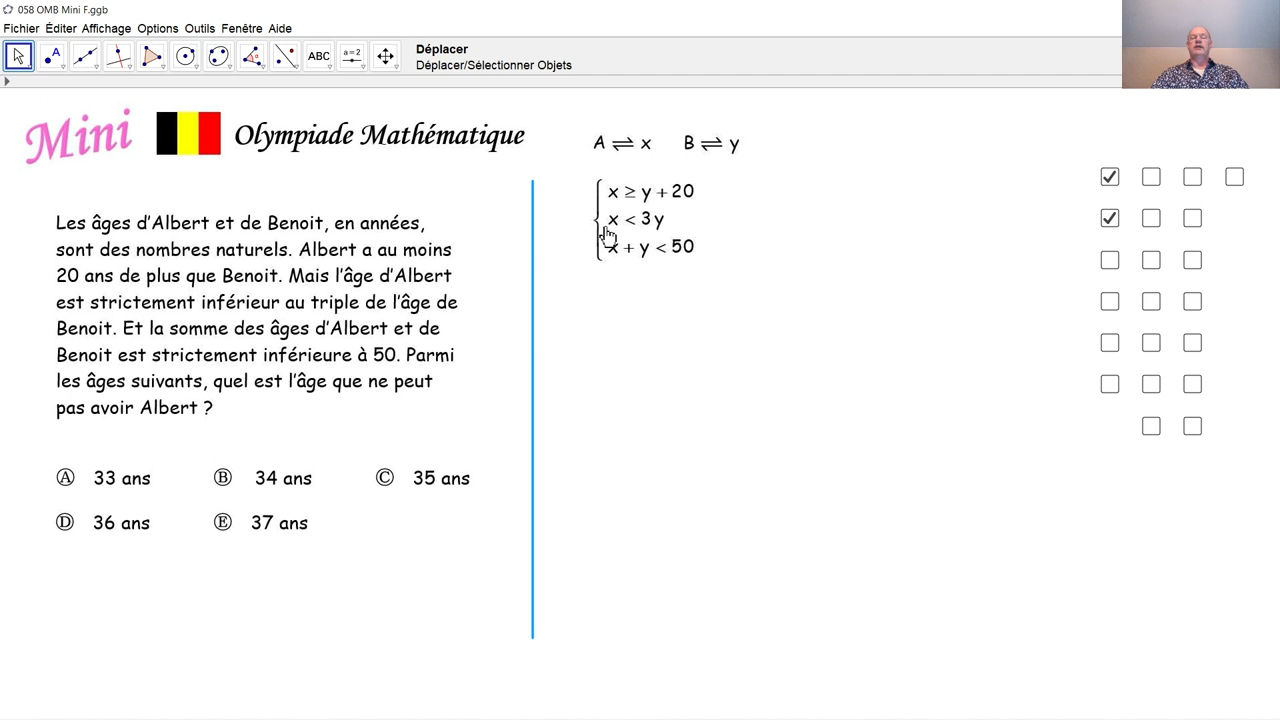 058 OMB Mini F.ggb
Fichier Éditer Affichage Options Outils Fenêtre Aide
A ABC a=2 Déplacer
Déplacer/Sélectionner Objets
Mini Olympiade Mathématique
Les âges d'Albert et de Benoit, en années,
sont des nombres naturels. Albert a au moins
20 ans de plus que Benoit. Mais l'âge d'Albert
est strictement inférieur au triple de l'âge de
Benoit. Et la somme des âges d'Albert et de
Benoit est strictement inférieure à 50. Parmi
les âges suivants, quel est l'âge que ne peut
pas avoir Albert ?
Ⓐ 33 ans Ⓑ 34 ans Ⓒ 35 ans
Ⓓ 36 ans Ⓔ 37 ans
A ⇌ x B ⇌ y
x ≥ y + 20
x < 3y
x + y < 50